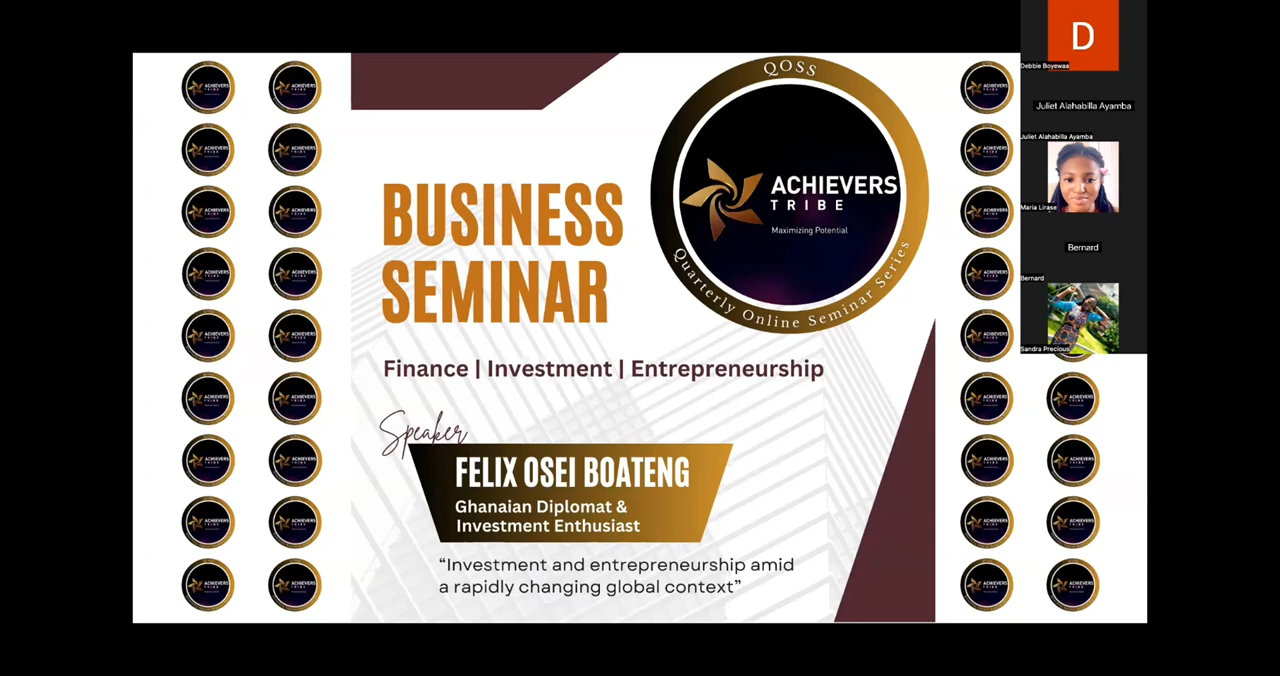 QOSS
ACHIEVERS
TRIBE
Maximizing Potential
Quarterly Online Seminar Series
BUSINESS
SEMINAR
Finance | Investment | Entrepreneurship
Speaker
FELIX OSEI BOATENG
Ghanaian Diplomat &
Investment Enthusiast
“Investment and entrepreneurship amid
a rapidly changing global context”
D
Debbie Boyewaa
Juliet Alahabilla Ayamba
Juliet Alahabilla Ayamba
Maria Lirase
Bernard
Bernard
Sandra Precious